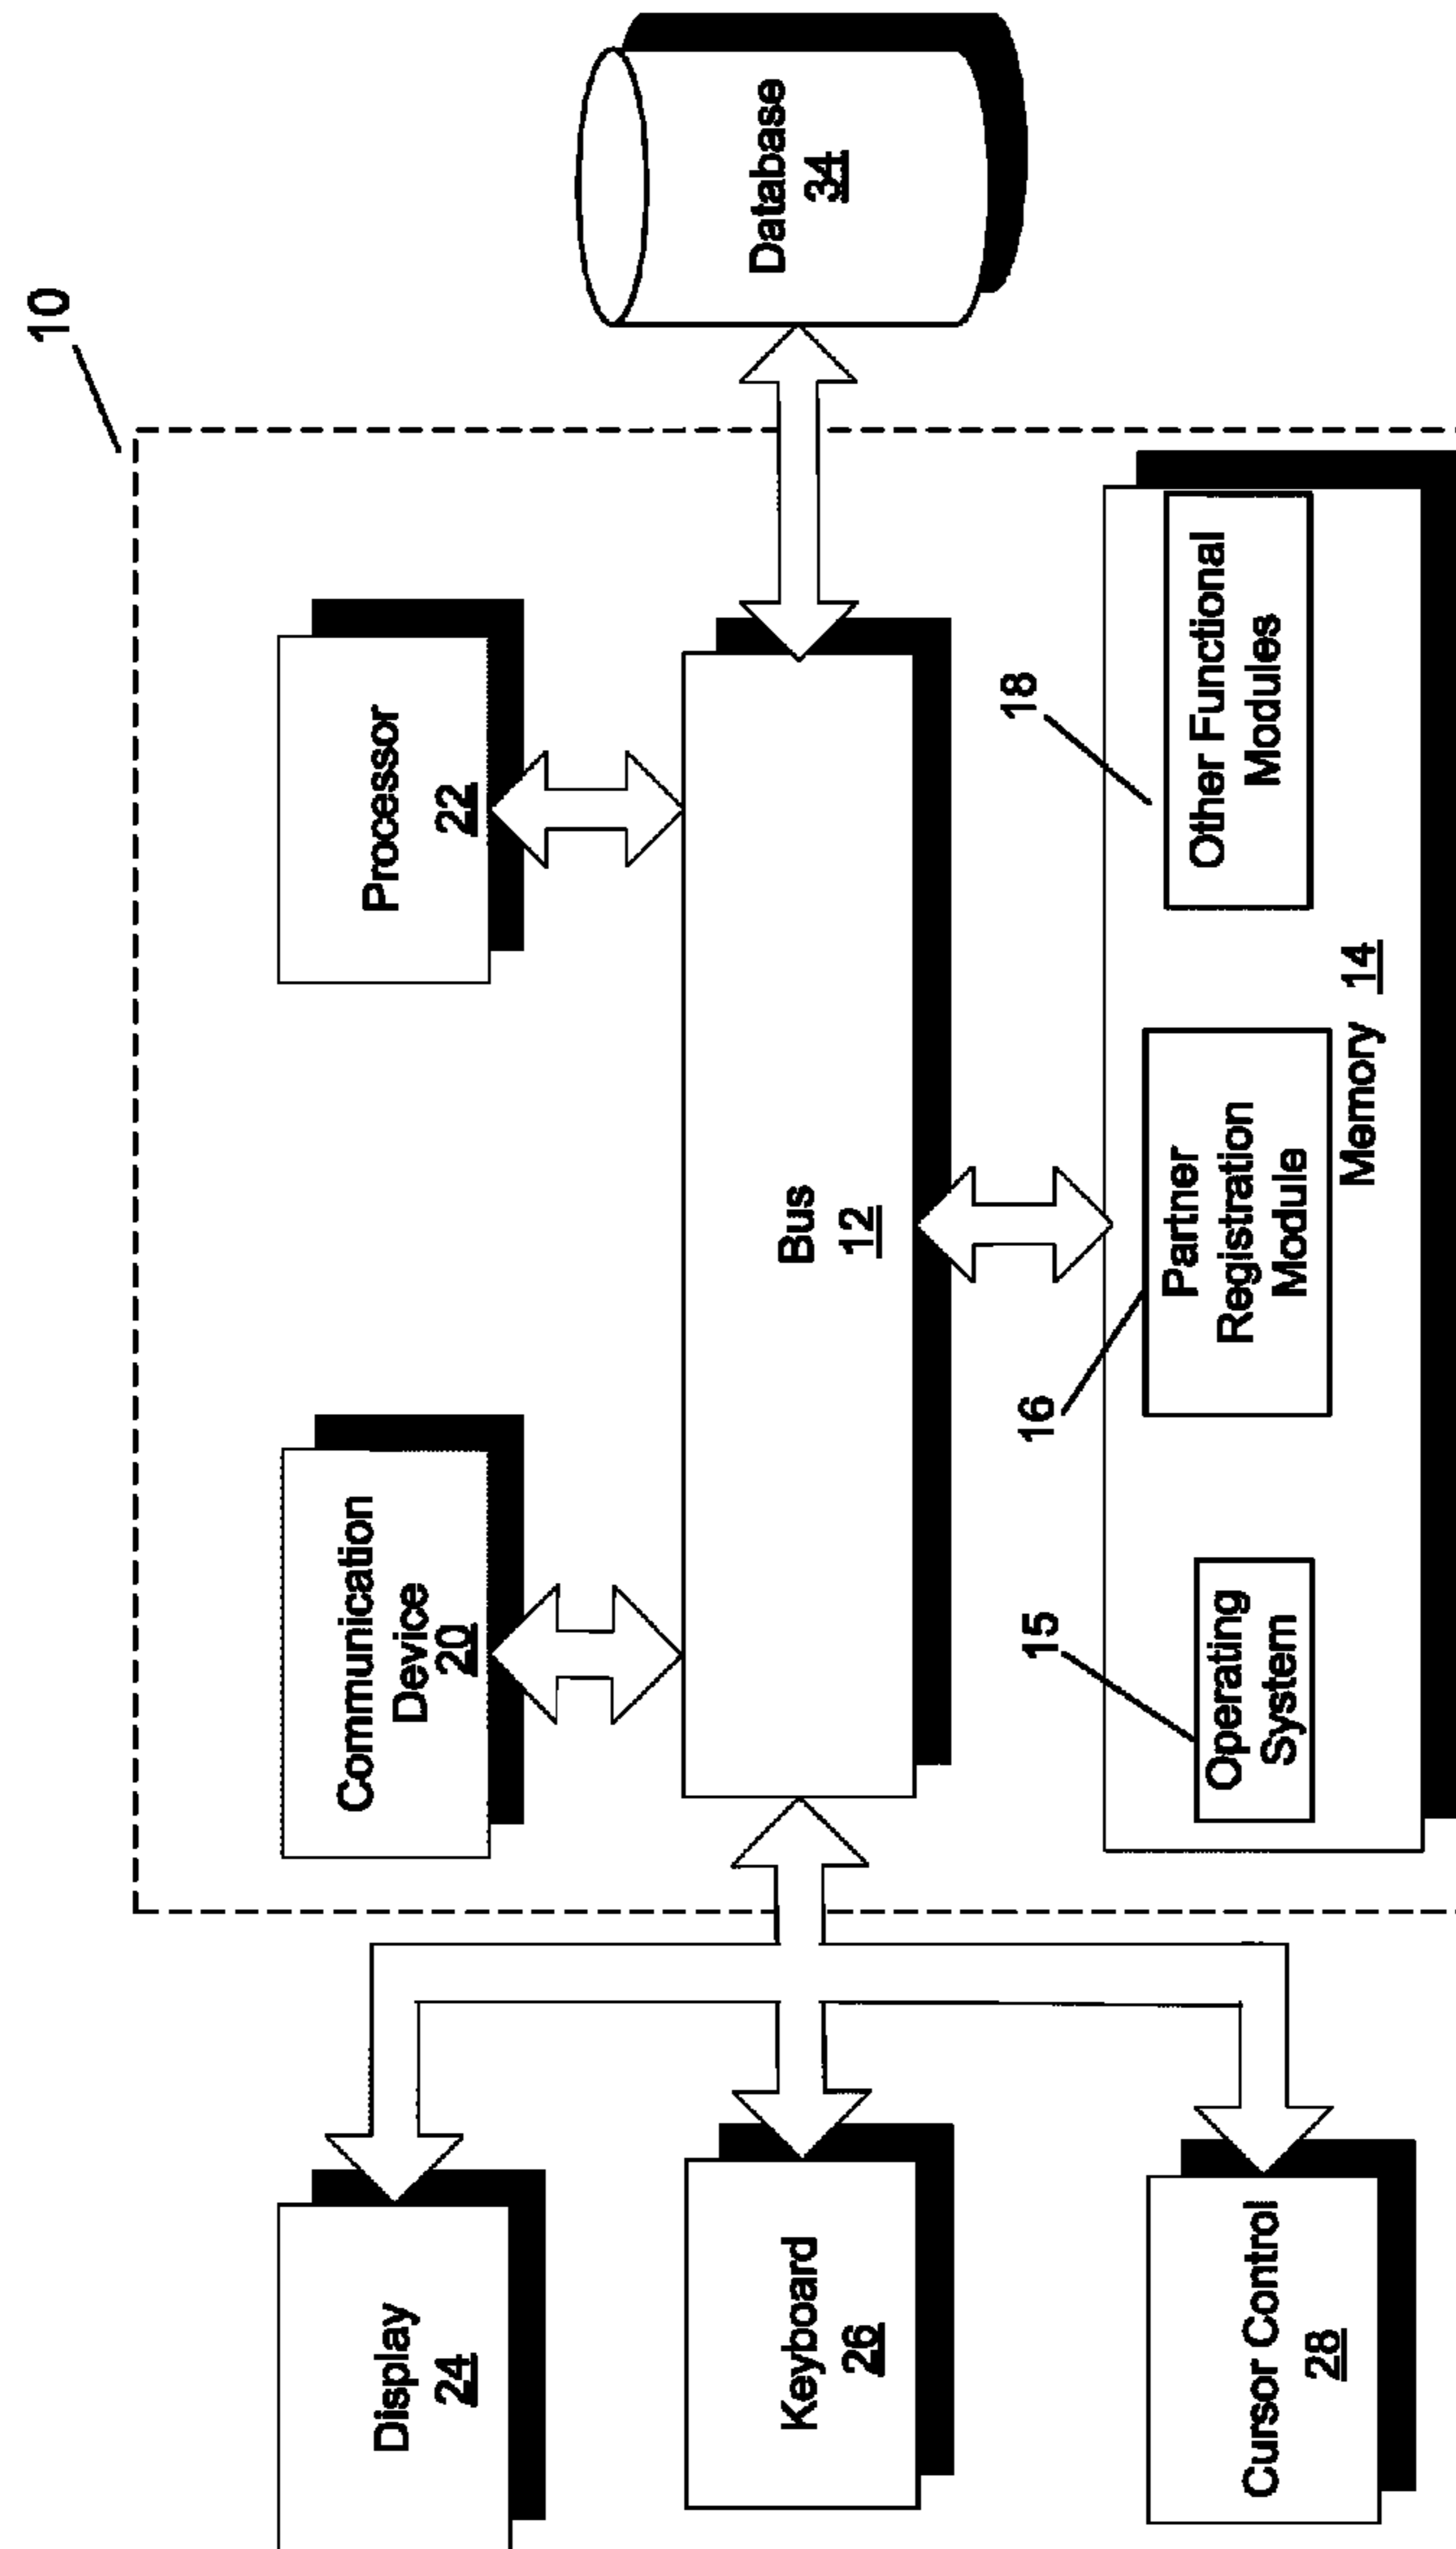 10
Communication
Device
20
Processor
22
Display
24
Keyboard
26
Bus
12
Database
34
15
16
18
Operating
System
Partner
Registration
Module
Other Functional
Modules
Memory 14
Cursor Control
28